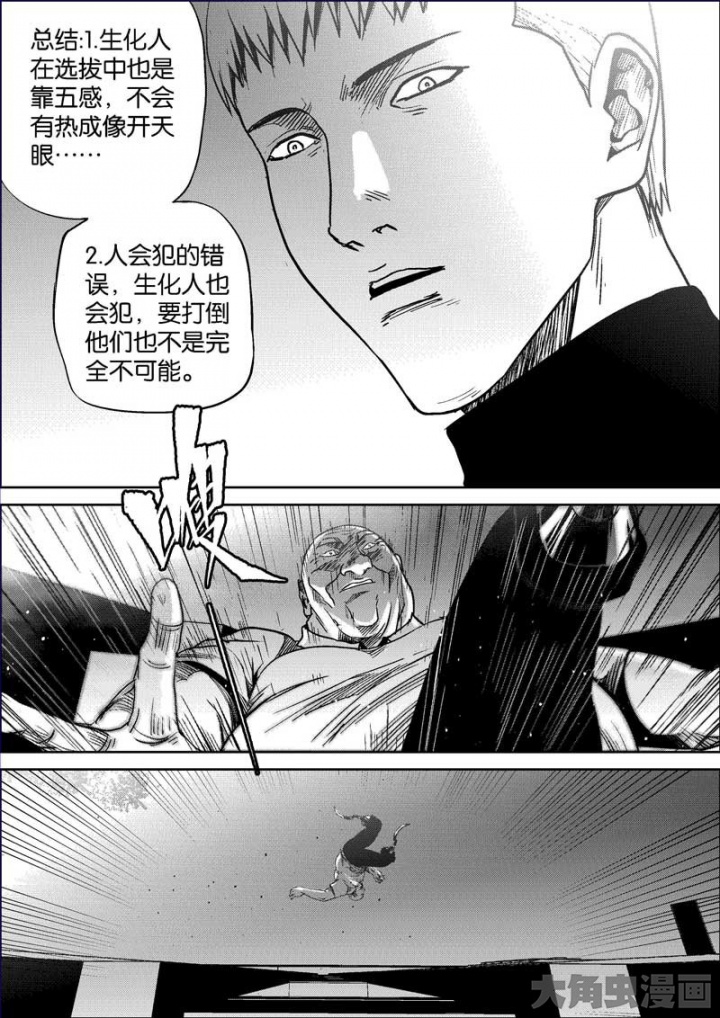 总结:1.生化人
在选拔中也是
靠五感，不会
有热成像开天
眼……
2.人会犯的错
误，生化人也
会犯，要打倒
他们也不是完
全不可能。
大角虫漫画